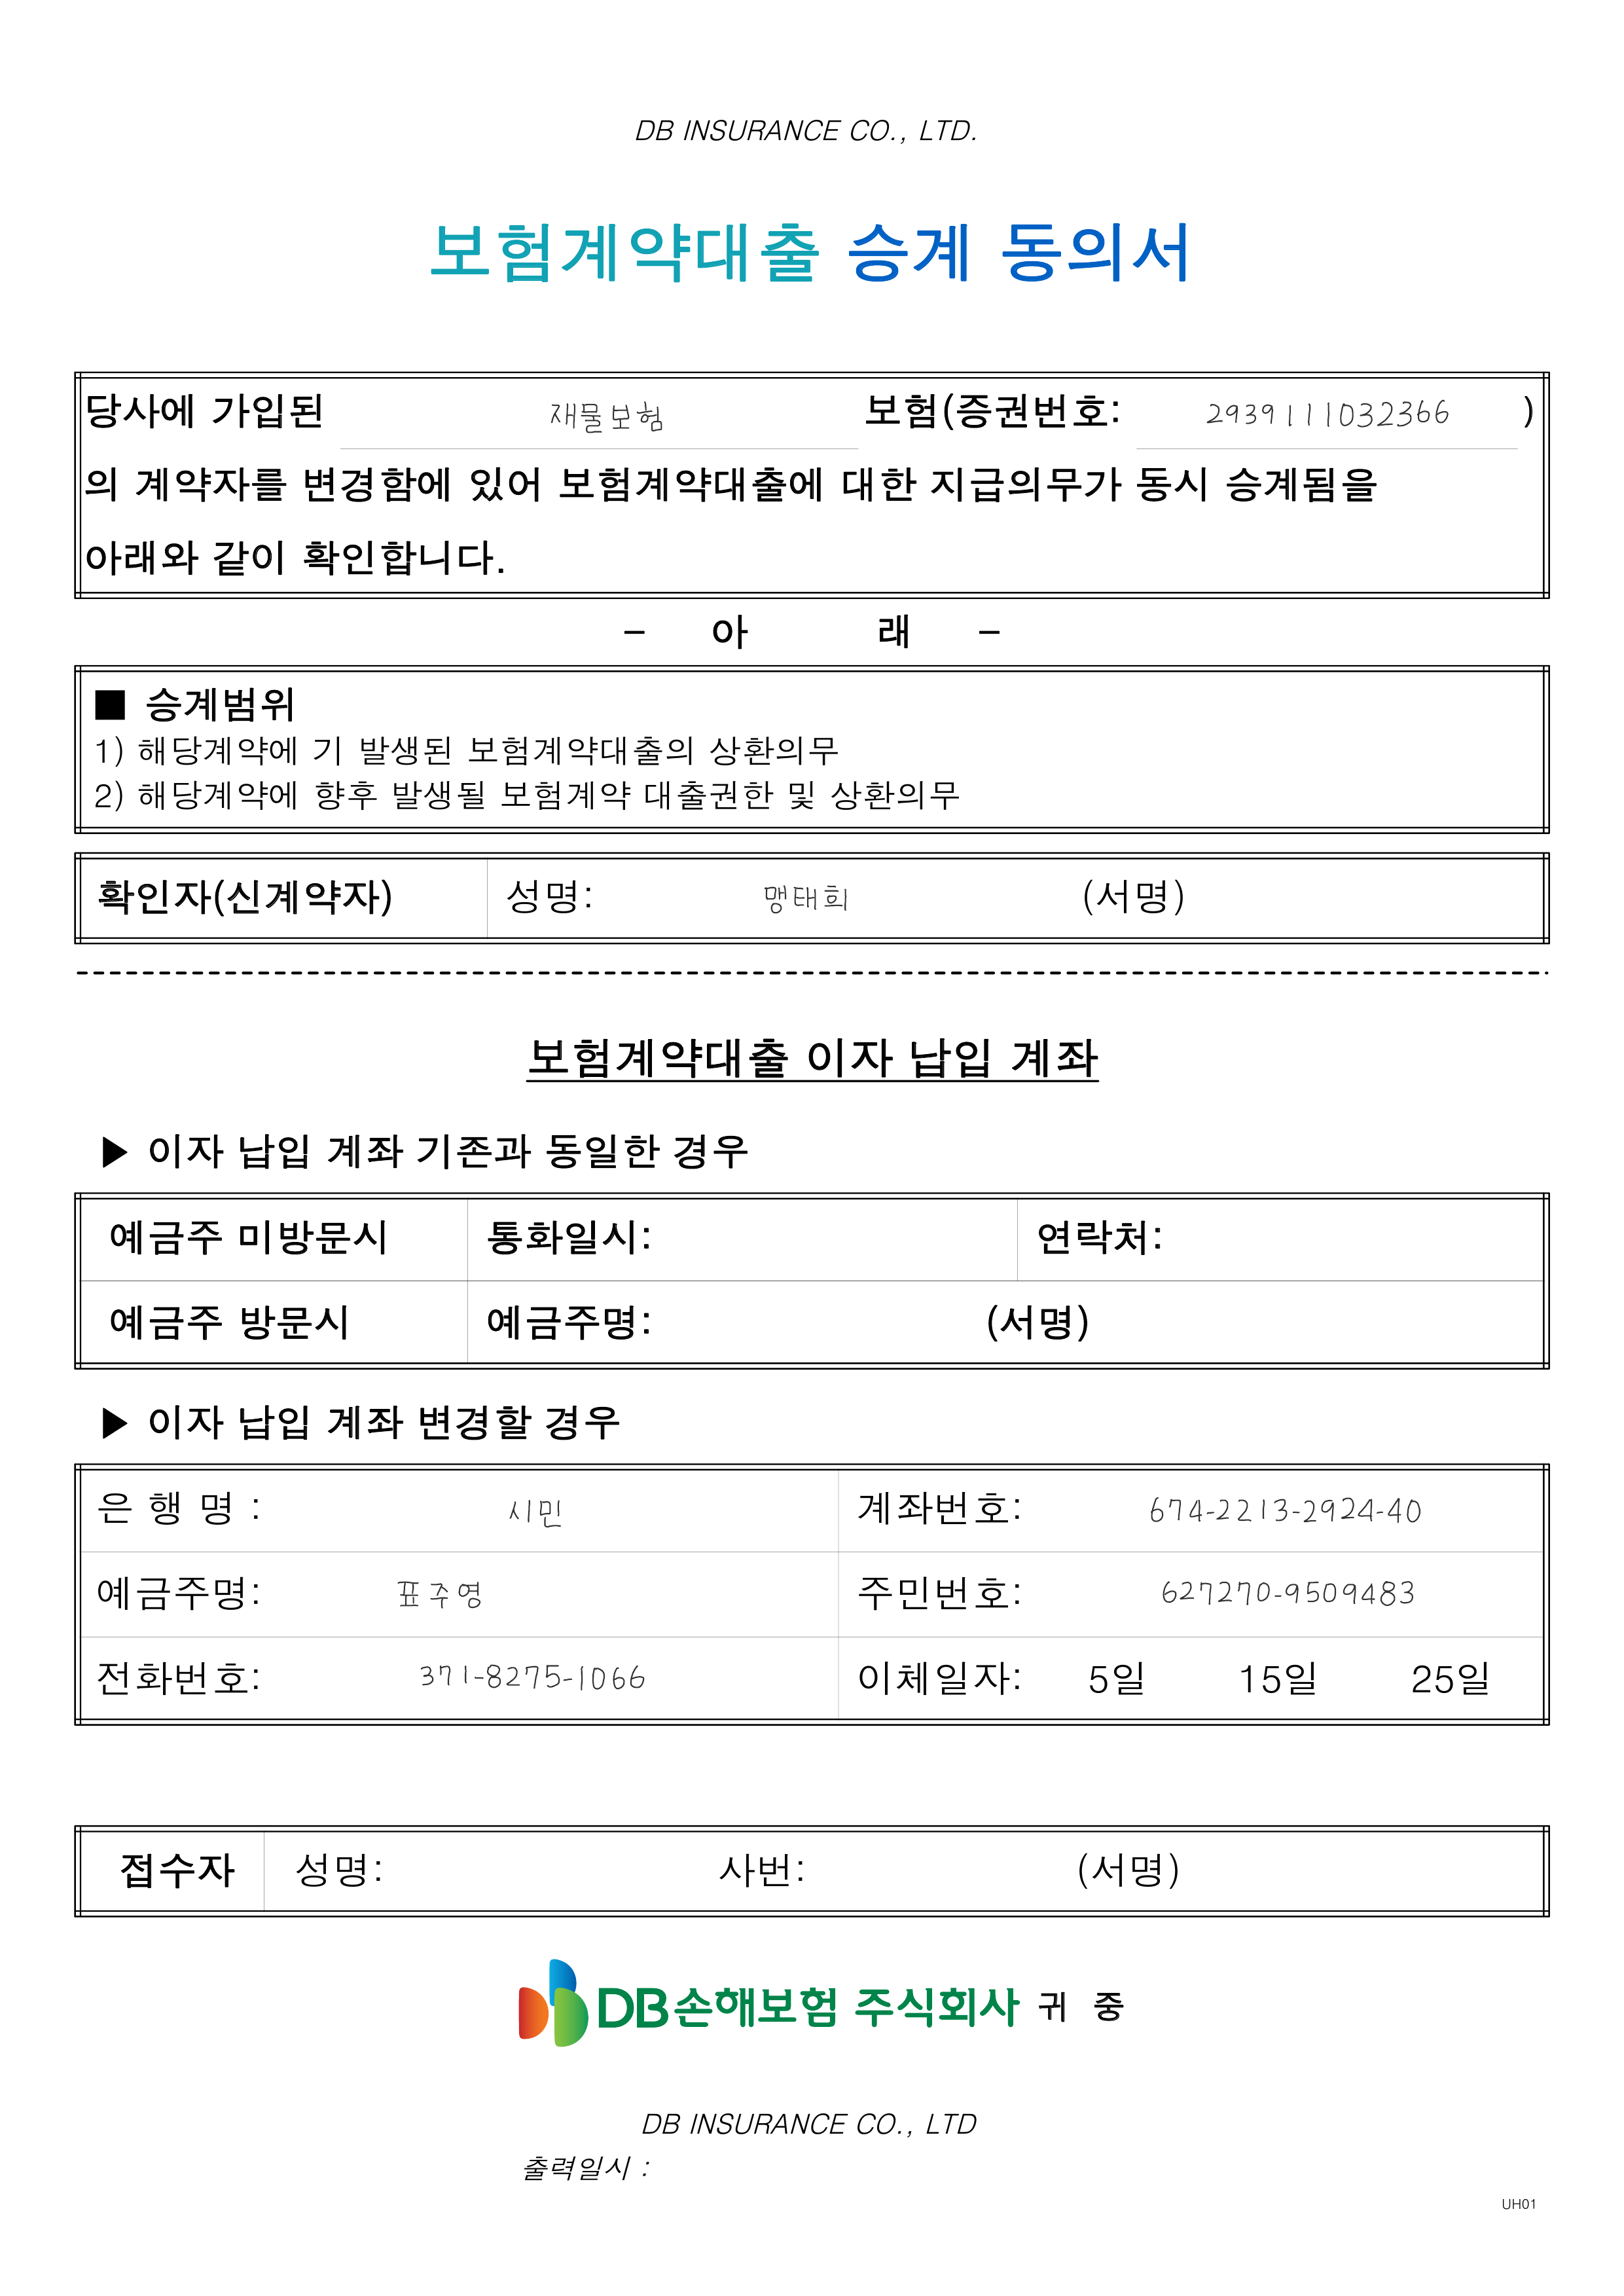 DB INSURANCE CO., LTD.
보험계약대출 승계 동의서
당사에 가입된 재물보험 보험(증권번호: 2939111032366 )
의 계약자를 변경함에 있어 보험계약대출에 대한 지급의무가 동시 승계됨을
아래와 같이 확인합니다.
– 아 래 –
■ 승계범위
1) 해당계약에 기 발생된 보험계약대출의 상환의무
2) 해당계약에 향후 발생될 보험계약 대출권한 및 상환의무
확인자(신계약자) 성명: 맹태희 (서명)
보험계약대출 이자 납입 계좌
▶ 이자 납입 계좌 기존과 동일한 경우
예금주 미방문시 통화일시: 연락처:
예금주 방문시 예금주명: (서명)
▶ 이자 납입 계좌 변경할 경우
은 행 명 : 시민 계좌번호: 674-2213-2924-40
예금주명: 표주영 주민번호: 627270-9509483
전화번호: 371-8275-1066 이체일자: 5일 15일 25일
접수자 성명: 사번: (서명)
DB손해보험 주식회사 귀 중
DB INSURANCE CO., LTD
출력일시 :
UH01